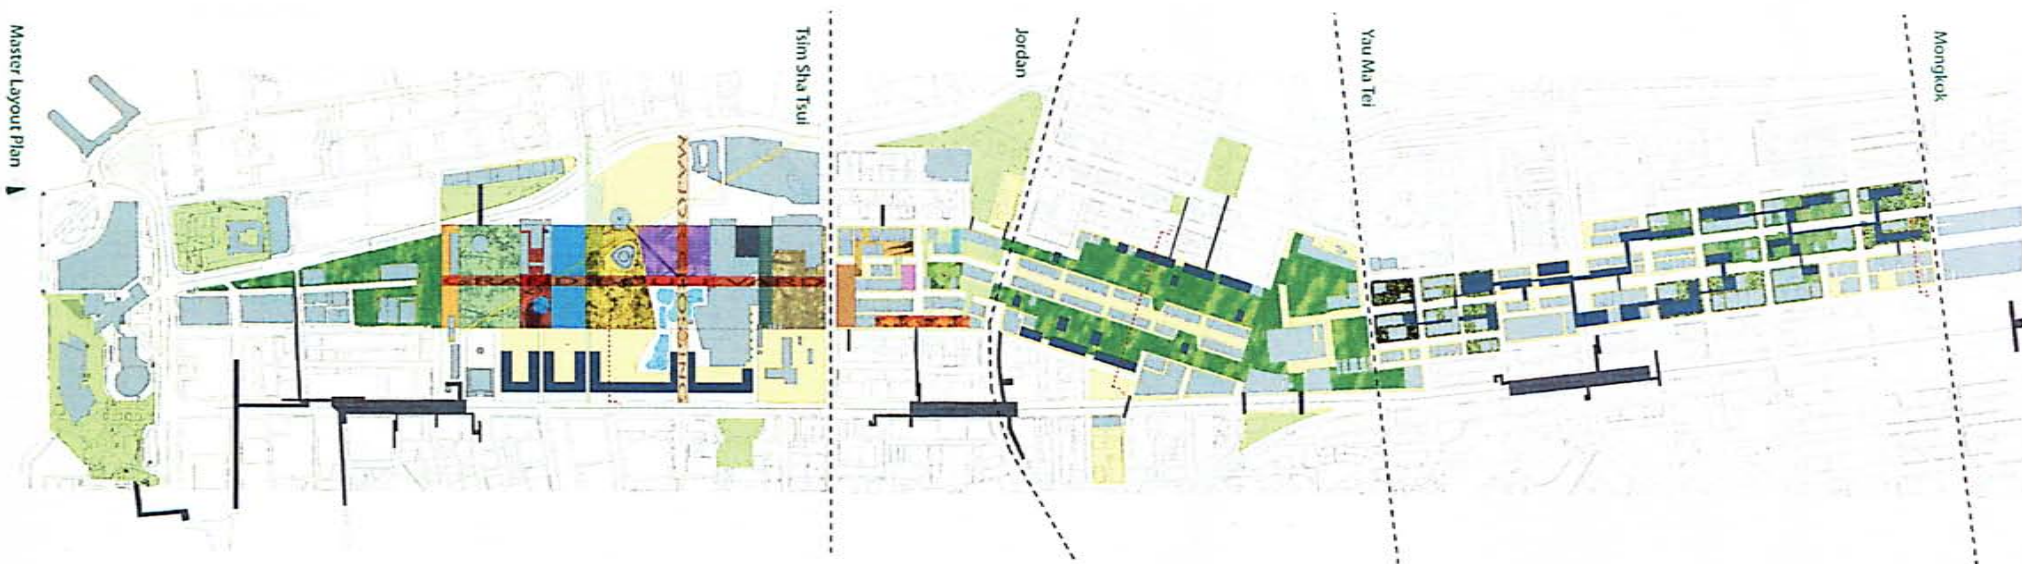 Master Layout Plan
Tsim Sha Tsui
Jordan
Yau Ma Tei
Mongkok